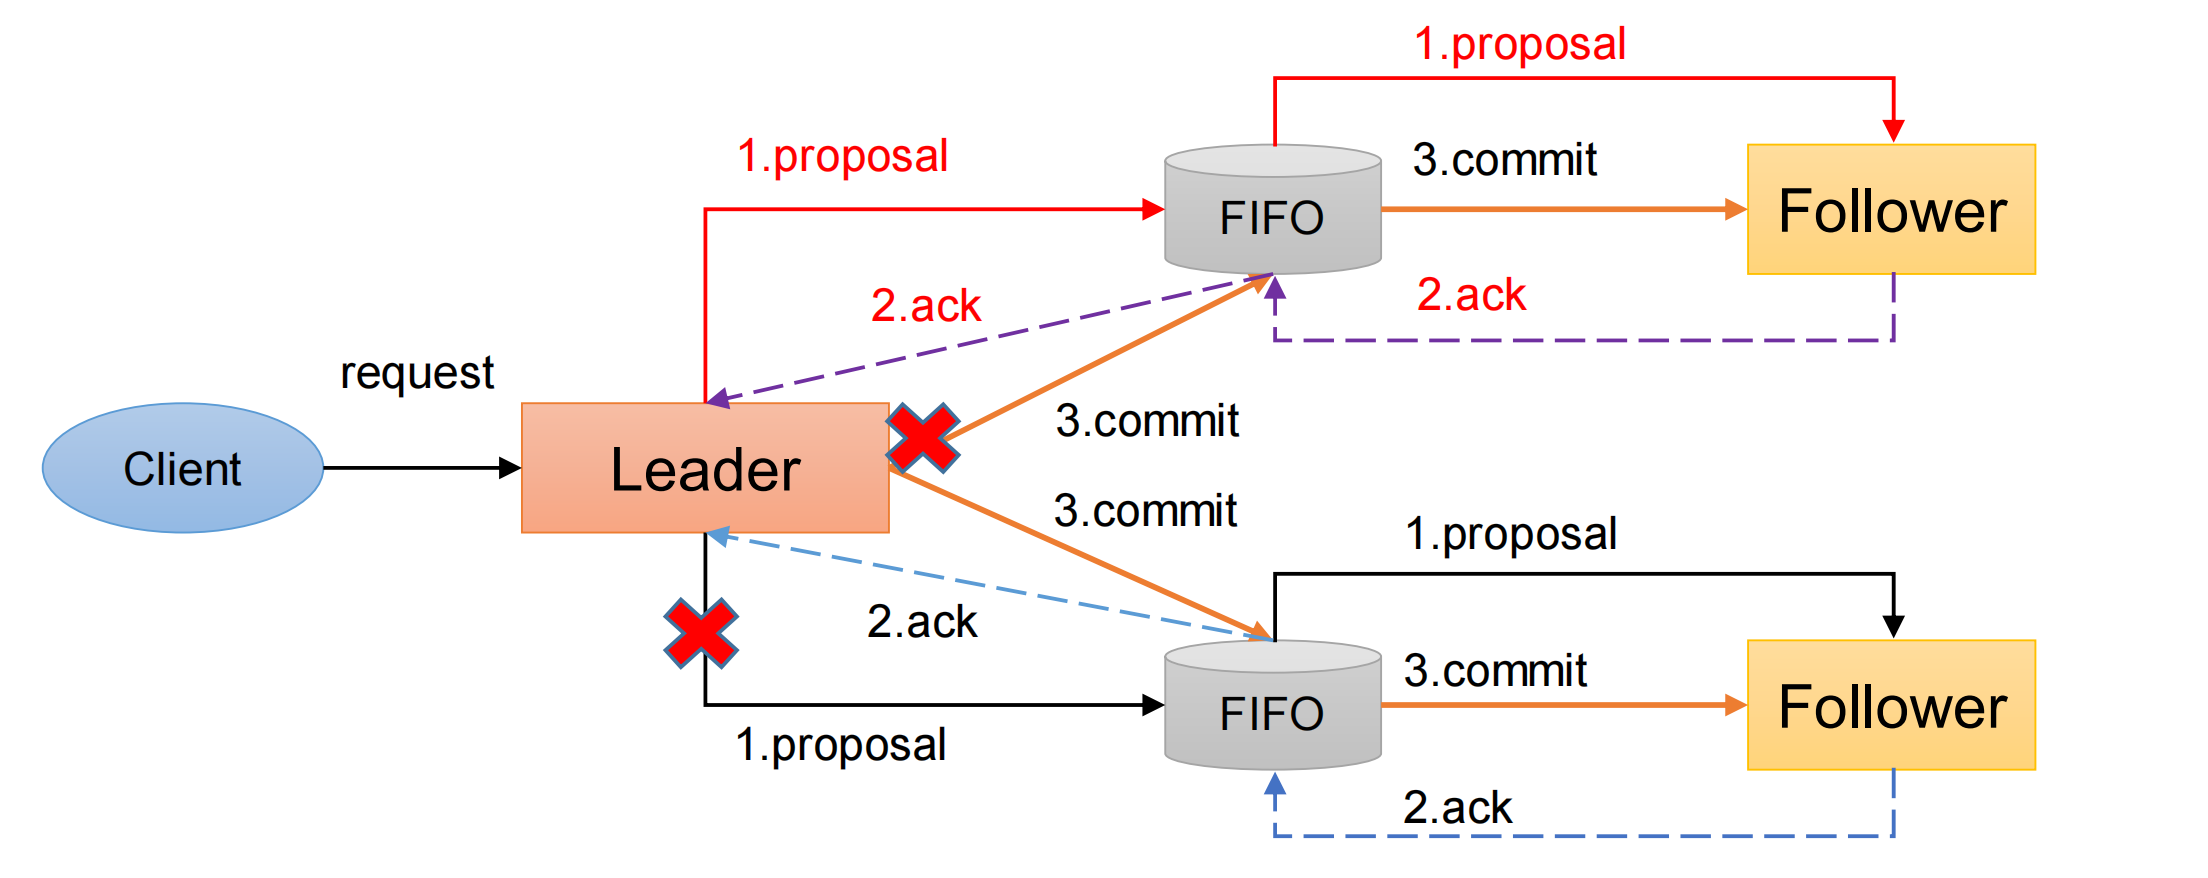 1.proposal
1.proposal
3.commit
FIFO
Follower
2.ack
2.ack
request
3.commit
Client
Leader
3.commit
1.proposal
2.ack
3.commit
FIFO
Follower
1.proposal
2.ack